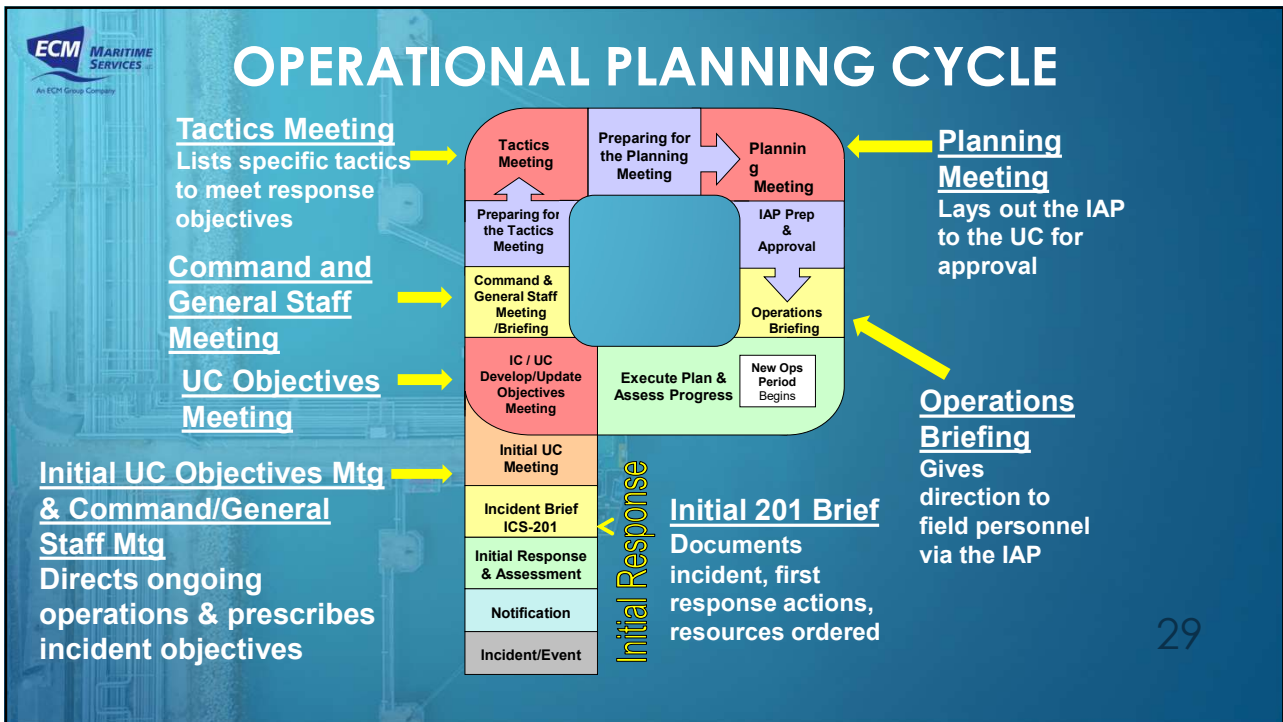 ECM MARITIME
SERVICES LLC
An ECM Group Company
OPERATIONAL PLANNING CYCLE
Tactics Meeting
Lists specific tactics
to meet response
objectives
Command and
General Staff
Meeting
UC Objectives
Meeting
Initial UC Objectives Mtg
& Command/General
Staff Mtg
Directs ongoing
operations & prescribes
incident objectives
Tactics
Meeting
Preparing for
the Planning
Meeting
Plannin
g
Meeting
Preparing for
the Tactics
Meeting
IAP Prep
&
Approval
Command &
General Staff
Meeting
/Briefing
Operations
Briefing
IC / UC
Develop/Update
Objectives
Meeting
Execute Plan &
Assess Progress
New Ops
Period
Begins
Initial UC
Meeting
Incident Brief
ICS-201
Initial Response
& Assessment
Notification
Incident/Event
Initial Response
Initial 201 Brief
Documents
incident, first
response actions,
resources ordered
Planning
Meeting
Lays out the IAP
to the UC for
approval
Operations
Briefing
Gives
direction to
field personnel
via the IAP
29